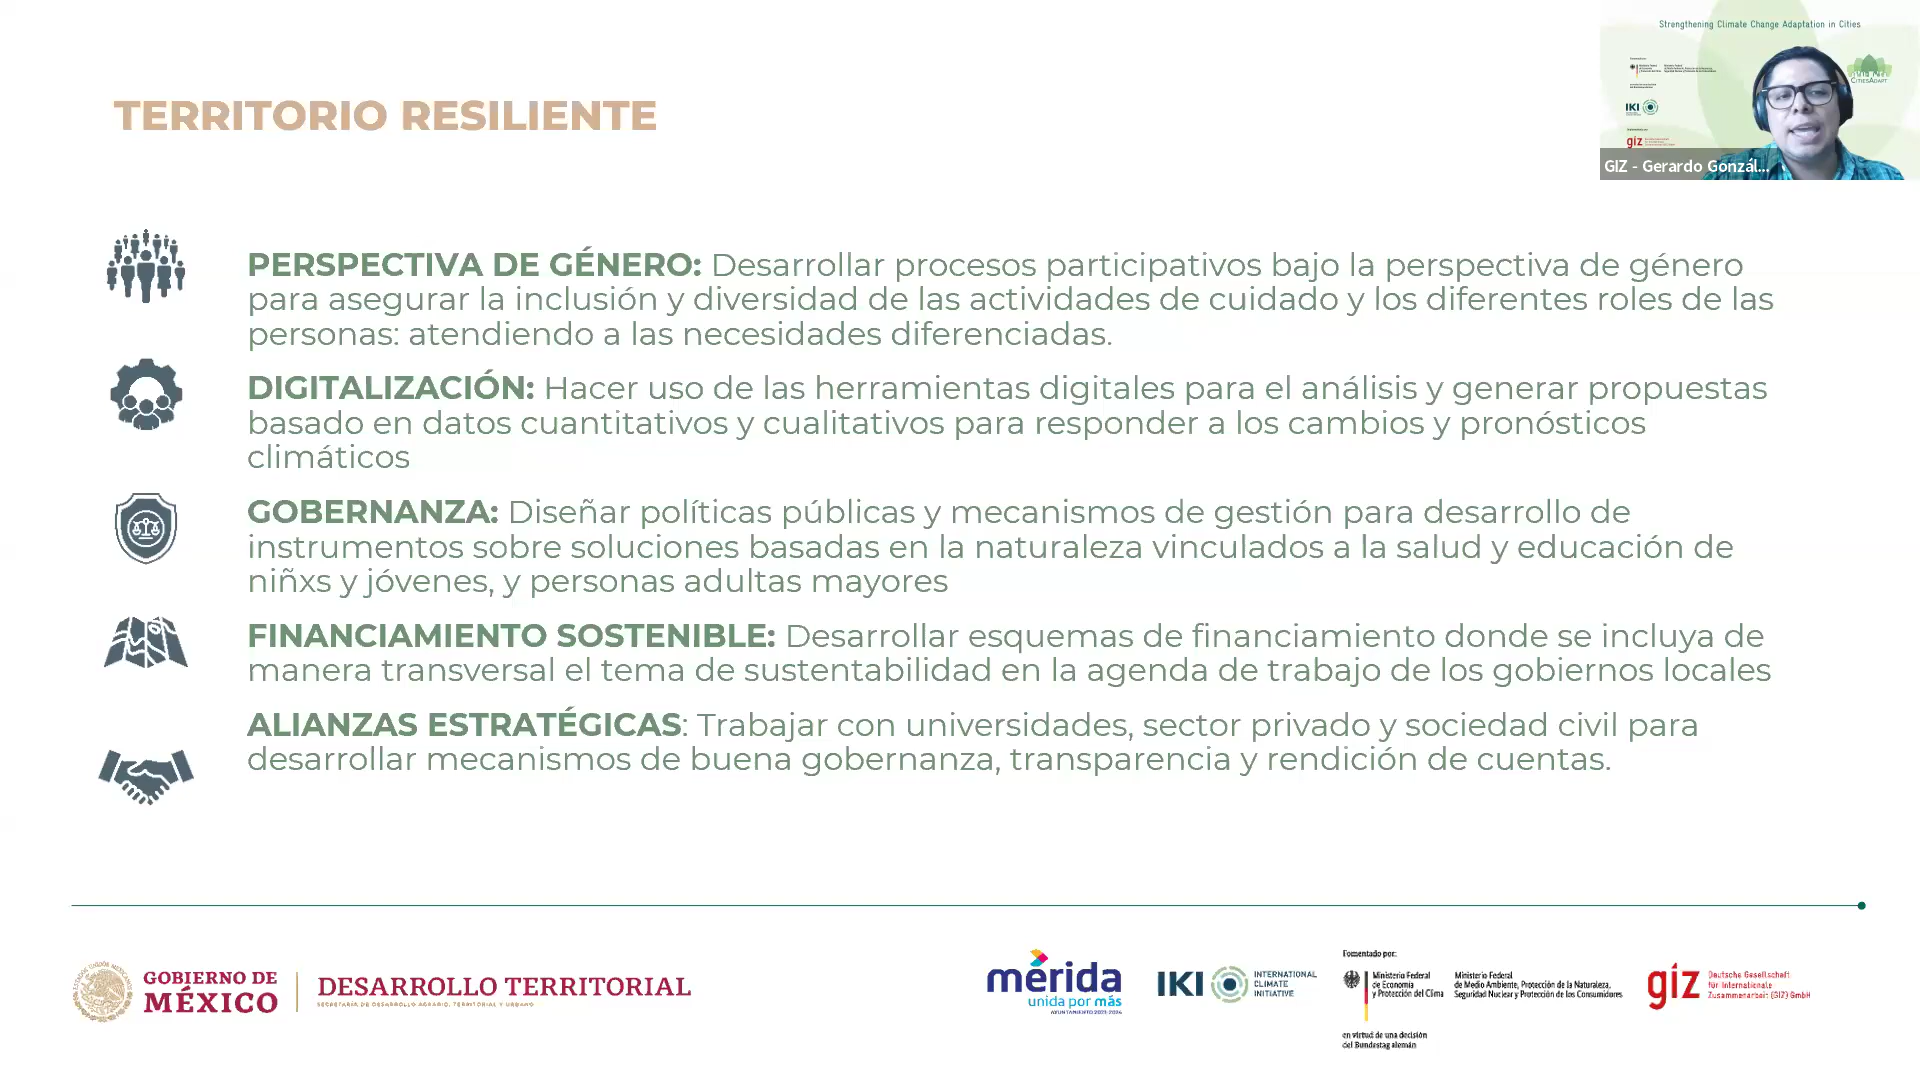 Strengthening Climate Change Adaptation in Cities
CITIESADAPT
IKI
giz
GIZ - Gerardo Gonzál...
TERRITORIO RESILIENTE
PERSPECTIVA DE GÉNERO: Desarrollar procesos participativos bajo la perspectiva de género
para asegurar la inclusión y diversidad de las actividades de cuidado y los diferentes roles de las
personas: atendiendo a las necesidades diferenciadas.
DIGITALIZACIÓN: Hacer uso de las herramientas digitales para el análisis y generar propuestas
basado en datos cuantitativos y cualitativos para responder a los cambios y pronósticos
climáticos
GOBERNANZA: Diseñar políticas públicas y mecanismos de gestión para desarrollo de
instrumentos sobre soluciones basadas en la naturaleza vinculados a la salud y educación de
niñxs y jóvenes, y personas adultas mayores
FINANCIAMIENTO SOSTENIBLE: Desarrollar esquemas de financiamiento donde se incluya de
manera transversal el tema de sustentabilidad en la agenda de trabajo de los gobiernos locales
ALIANZAS ESTRATÉGICAS: Trabajar con universidades, sector privado y sociedad civil para
desarrollar mecanismos de buena gobernanza, transparencia y rendición de cuentas.
GOBIERNO DE
MÉXICO
DESARROLLO TERRITORIAL
SECRETARÍA DE DESARROLLO AGRARIO, TERRITORIAL Y URBANO
mérida
unida por más
AYUNTAMIENTO 2021-2024
IKI
INTERNATIONAL
CLIMATE
INITIATIVE
Fomentado por:
Ministerio Federal
de Economía
y Protección del Clima
Ministerio Federal
de Medio Ambiente, Protección de la Naturaleza,
Seguridad Nuclear y Protección de los Consumidores
en virtud de una decisión
del Bundestag alemán
giz
Deutsche Gesellschaft
für Internationale
Zusammenarbeit (GIZ) GmbH